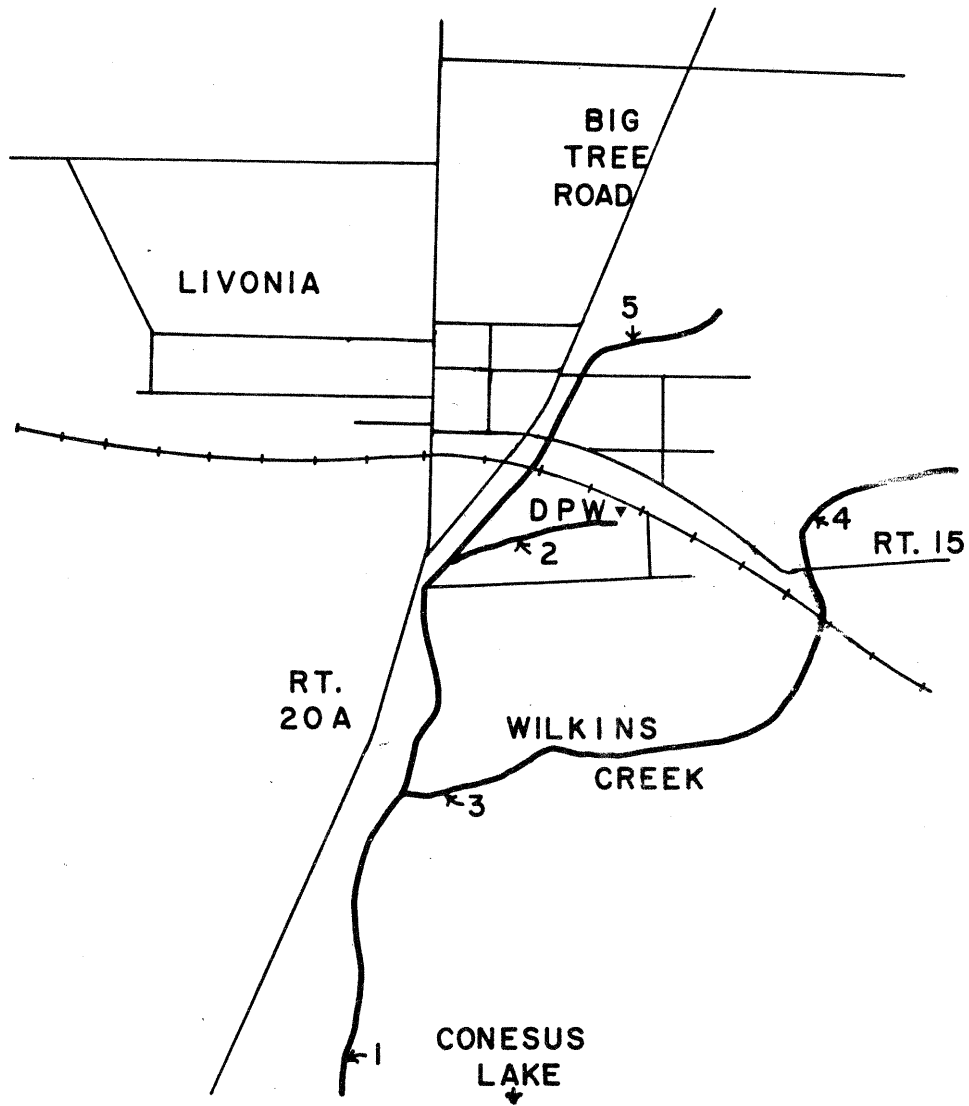 BIG
TREE
ROAD
LIVONIA
5
DPW
4
2
RT. 15
RT.
20A
WILKINS
CREEK
3
CONESUS
LAKE
1